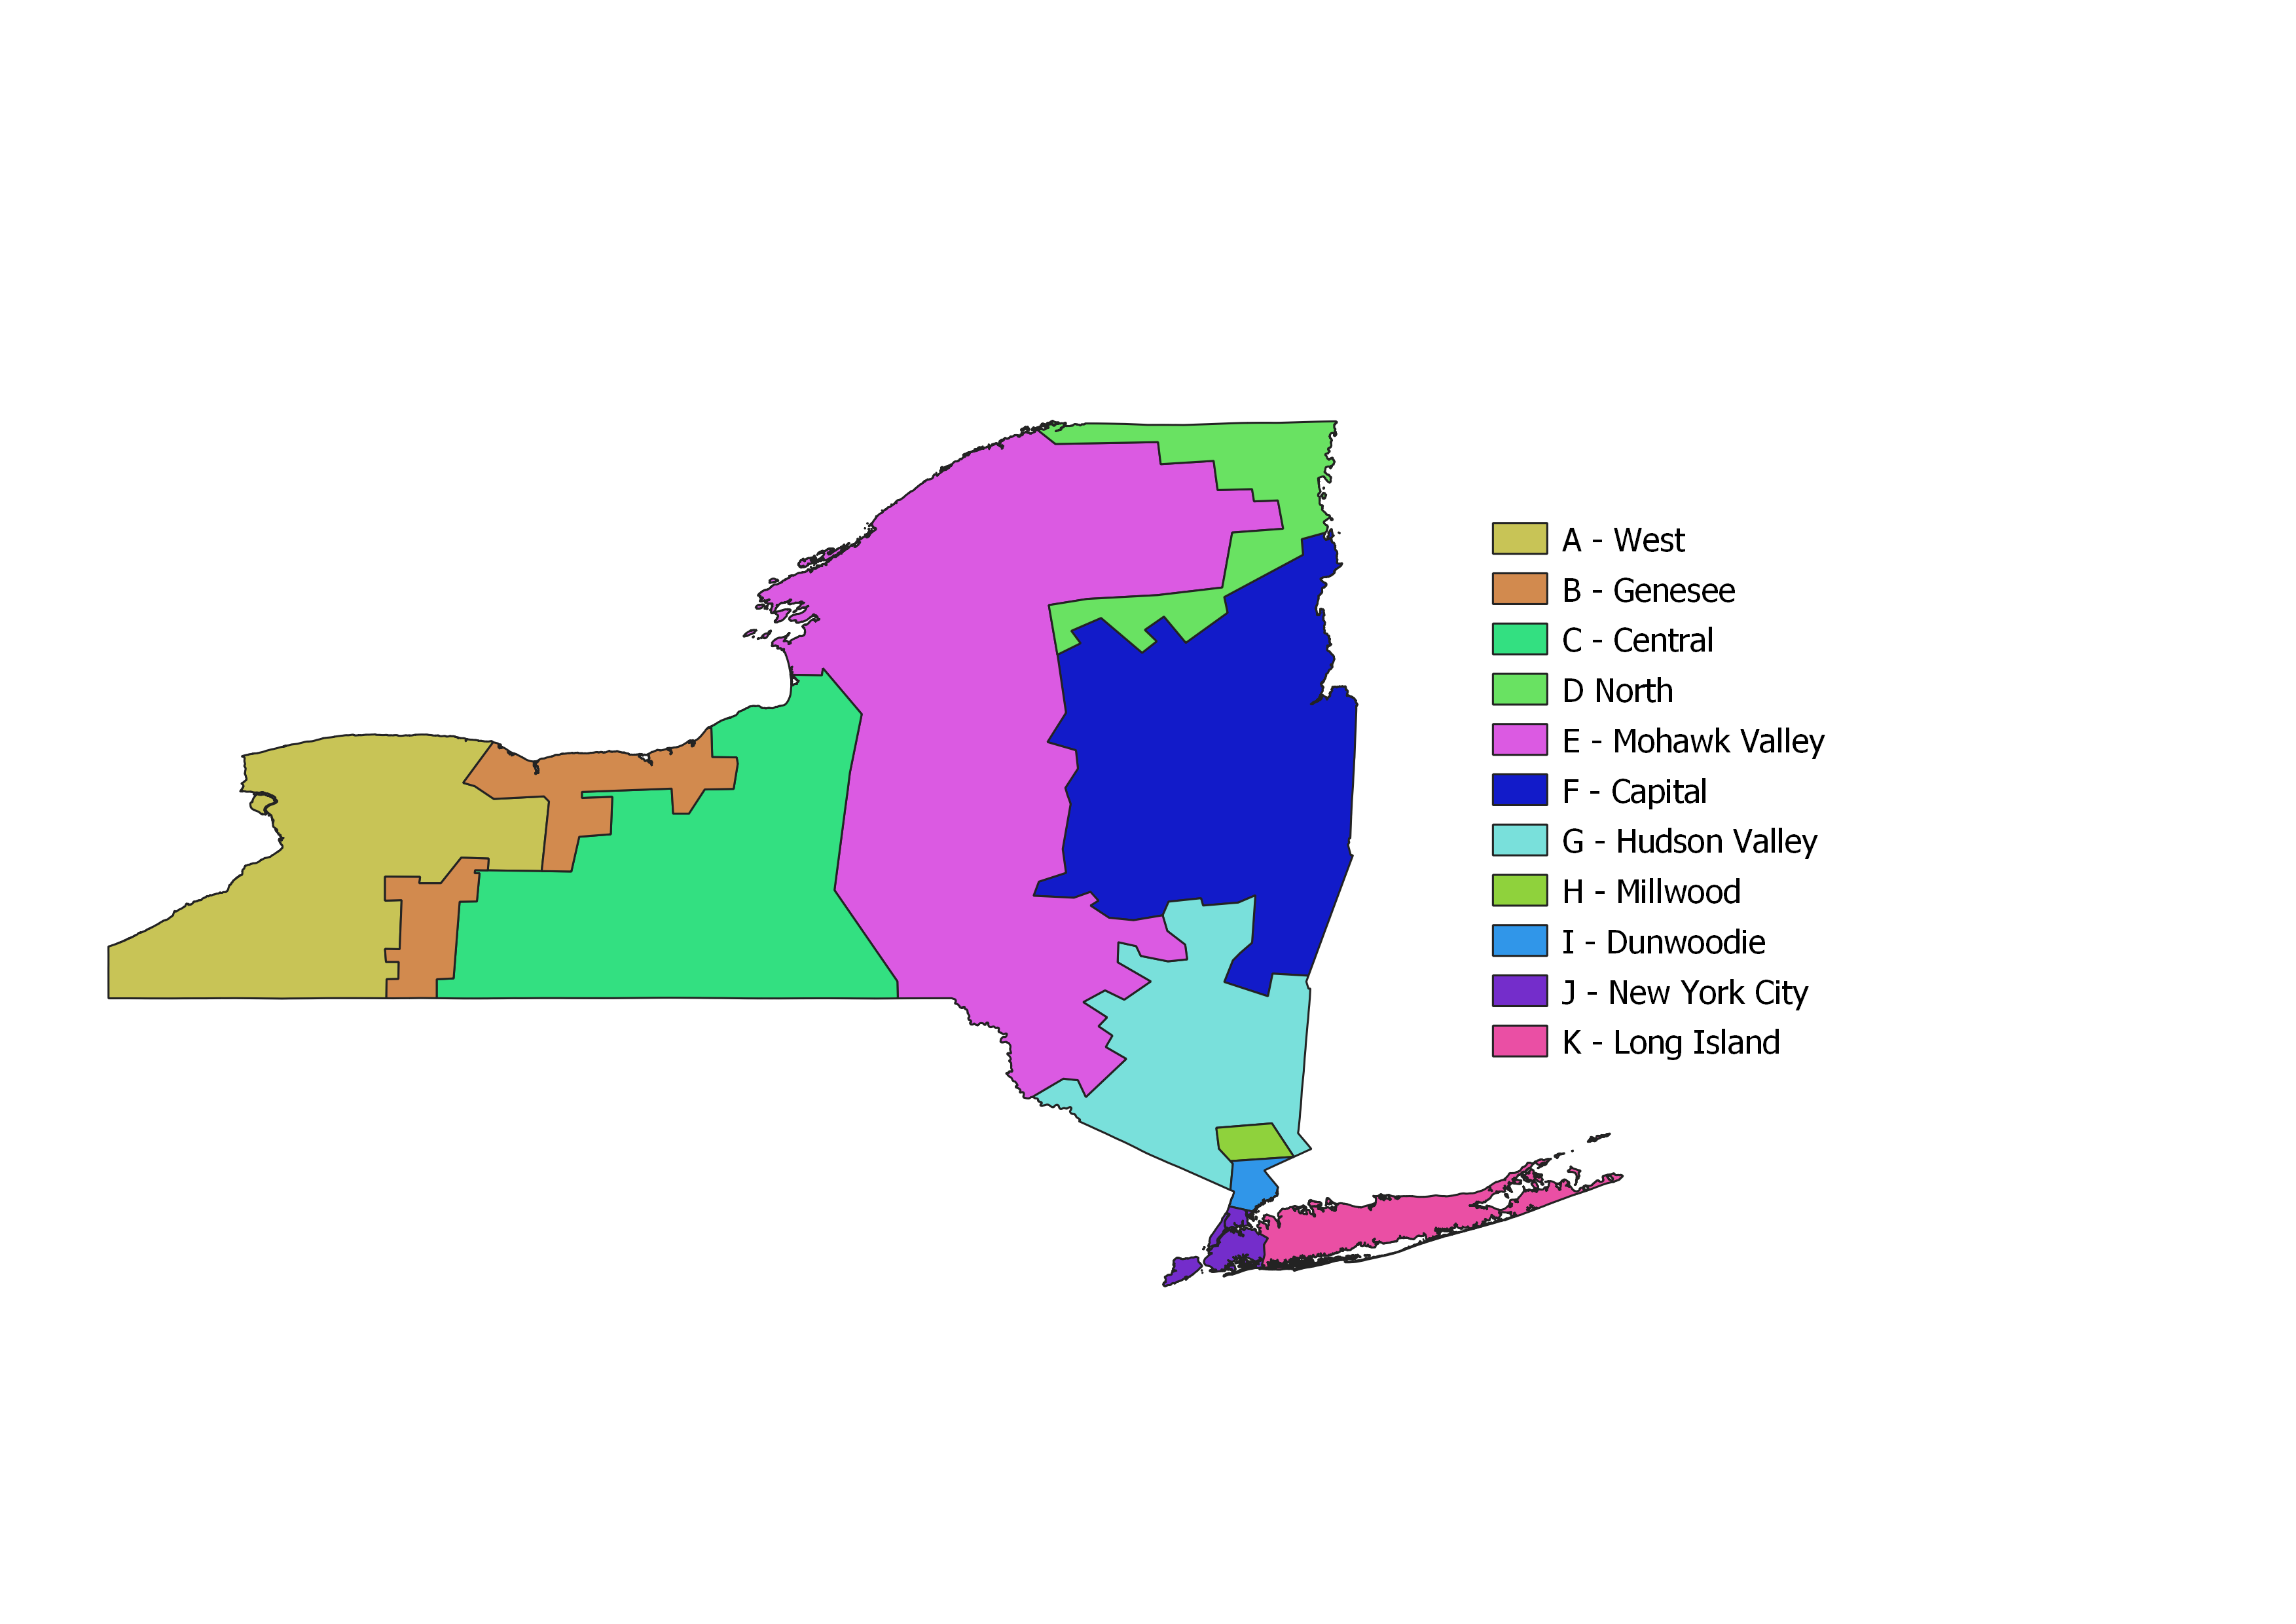 A - West
B - Genesee
C - Central
D North
E - Mohawk Valley
F - Capital
G - Hudson Valley
H - Millwood
I - Dunwoodie
J - New York City
K - Long Island